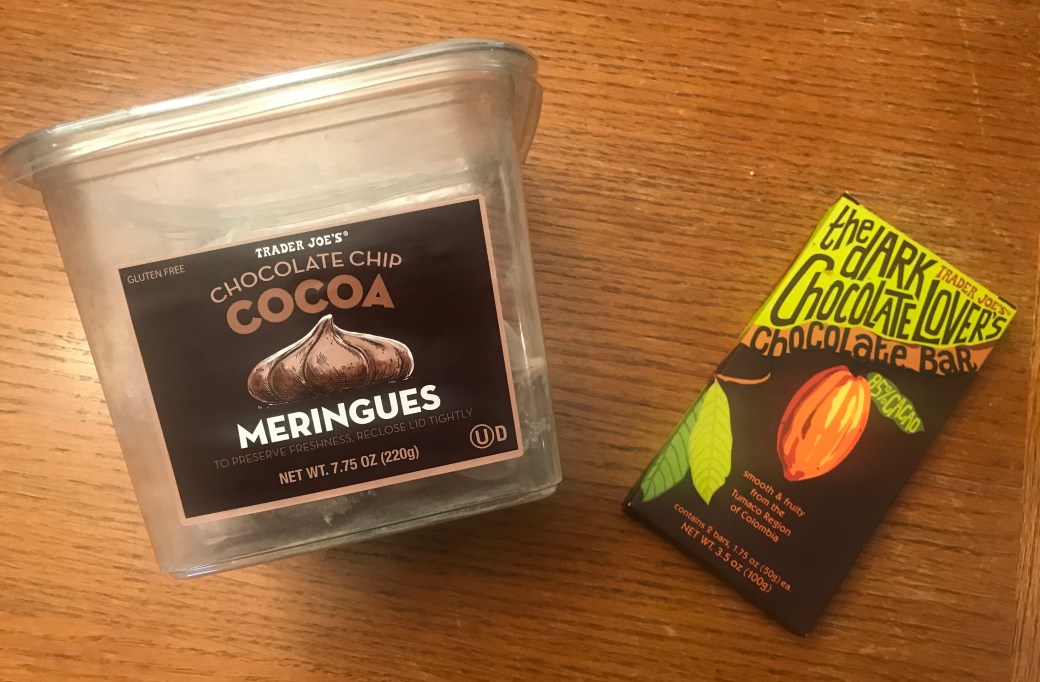 TRADER JOE'S®
GLUTEN FREE
CHOCOLATE CHIP
COCOA
MERINGUES
TO PRESERVE FRESHNESS, RECLOSE LID TIGHTLY
U D
NET WT. 7.75 OZ (220g)
the DARK
TRADER JOE'S™
CHOCOLATE LOVER'S
CHOCOLATE BAR
85% CACAO
smooth & fruity
from the
Tumaco Region
of Colombia
contains 2 bars, 1.75 oz (50g) ea.
NET WT. 3.5 oz (100g)